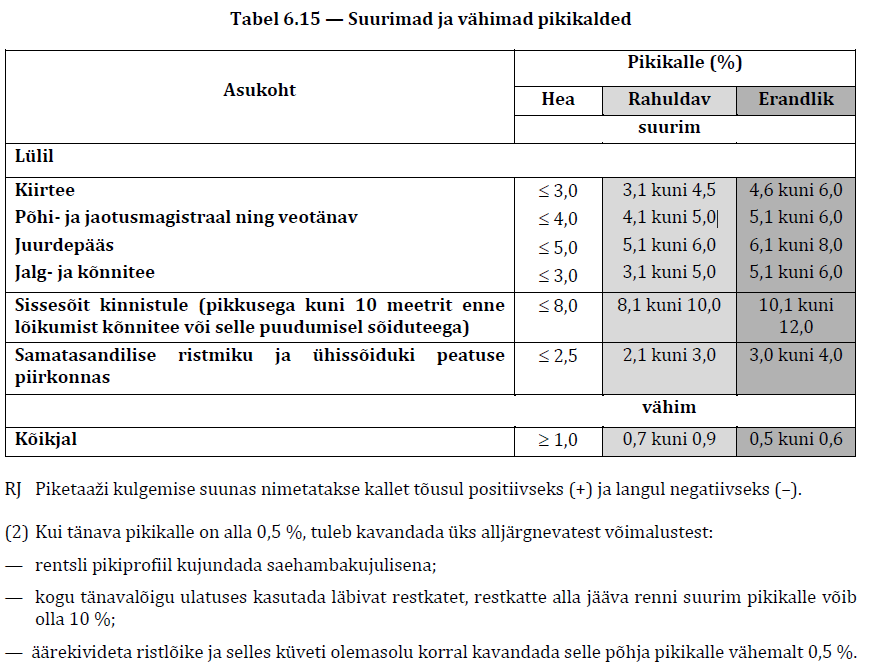 Tabel 6.15 — Suurimad ja vähimad pikikalded
Asukoht
Pikikalle (%)
Hea Rahuldav Erandlik
suurim
Lülil
Kiirtee ≤ 3,0 3,1 kuni 4,5 4,6 kuni 6,0
Põhi- ja jaotusmagistraal ning veotänav ≤ 4,0 4,1 kuni 5,0 5,1 kuni 6,0
Juurdepääs ≤ 5,0 5,1 kuni 6,0 6,1 kuni 8,0
Jalg- ja kõnnitee ≤ 3,0 3,1 kuni 5,0 5,1 kuni 6,0
Sissesõit kinnistule (pikkusega kuni 10 meetrit enne ≤ 8,0 8,1 kuni 10,0 10,1 kuni
lõikumist kõnnitee või selle puudumisel sõiduteega) 12,0
Samatasandilise ristmiku ja ühissõiduki peatuse ≤ 2,5 2,1 kuni 3,0 3,0 kuni 4,0
piirkonnas
vähim
Kõikjal ≥ 1,0 0,7 kuni 0,9 0,5 kuni 0,6
RJ Piketaaži kulgemise suunas nimetatakse kallet tõusul positiivseks (+) ja langul negatiivseks (–).
(2) Kui tänava pikikalle on alla 0,5 %, tuleb kavandada üks alljärgnevatest võimalustest:
— rentsli pikiprofiil kujundada saehambakujulisena;
— kogu tänavalõigu ulatuses kasutada läbivat restkatet, restkatte alla jääva renni suurim pikikalle võib
olla 10 %;
— äärekivideta ristlõike ja selles küveti olemasolu korral kavandada selle põhja pikikalle vähemalt 0,5 %.